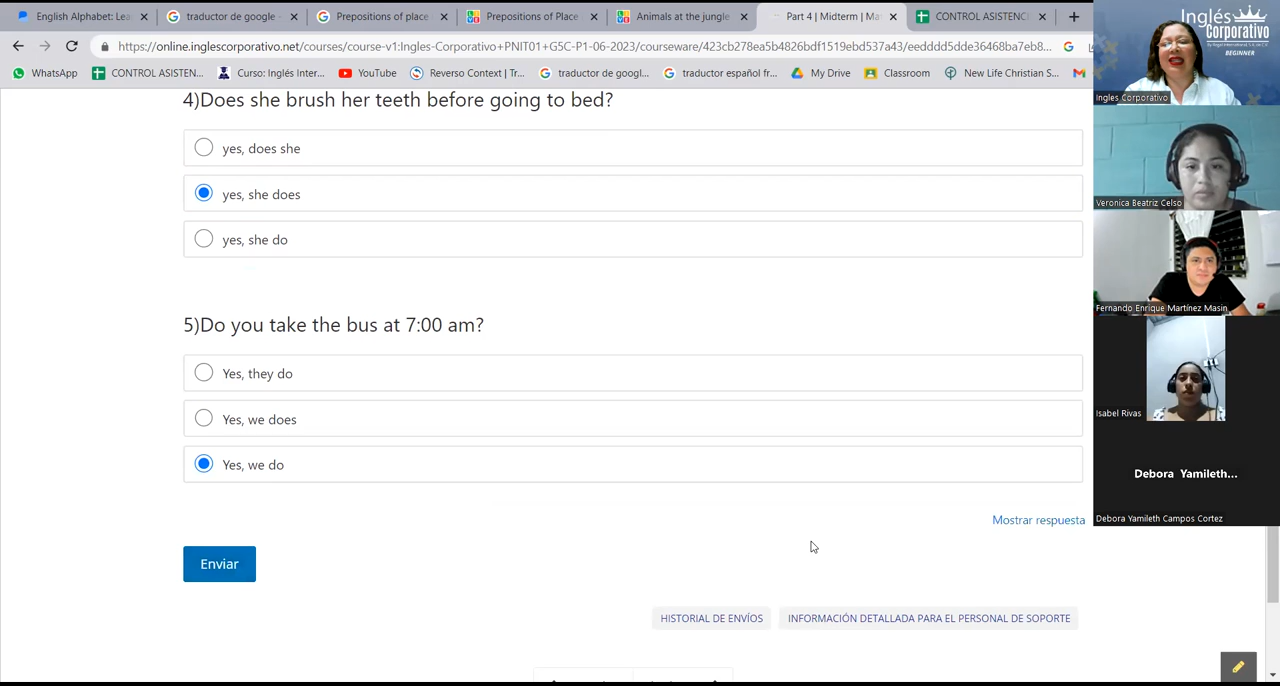 English Alphabet: Lea
traductor de google -
Prepositions of place
Prepositions of Place
Animals at the jungle
Part 4 | Midterm | Ma
CONTROL ASISTENC
https://online.inglescorporativo.net/courses/course-v1:Ingles-Corporativo+PNIT01+G5C-P1-06-2023/courseware/423cb278ea5b4826bdf1519ebd537a43/eedddd5dde36468ba7eb8...
WhatsApp
CONTROL ASISTEN...
Curso: Inglés Inter...
YouTube
Reverso Context | Tr...
traductor de googl...
traductor español fr...
My Drive
Classroom
New Life Christian S...
4)Does she brush her teeth before going to bed?
yes, does she
yes, she does
yes, she do
5)Do you take the bus at 7:00 am?
Yes, they do
Yes, we does
Yes, we do
Mostrar respuesta
Enviar
HISTORIAL DE ENVÍOS
INFORMACIÓN DETALLADA PARA EL PERSONAL DE SOPORTE
Inglés
Corporativo
BEGINNER
Ingles Corporativo
Veronica Beatriz Celso
Fernando Enrique Martínez Masin
Isabel Rivas
Debora Yamileth...
Debora Yamileth Campos Cortez